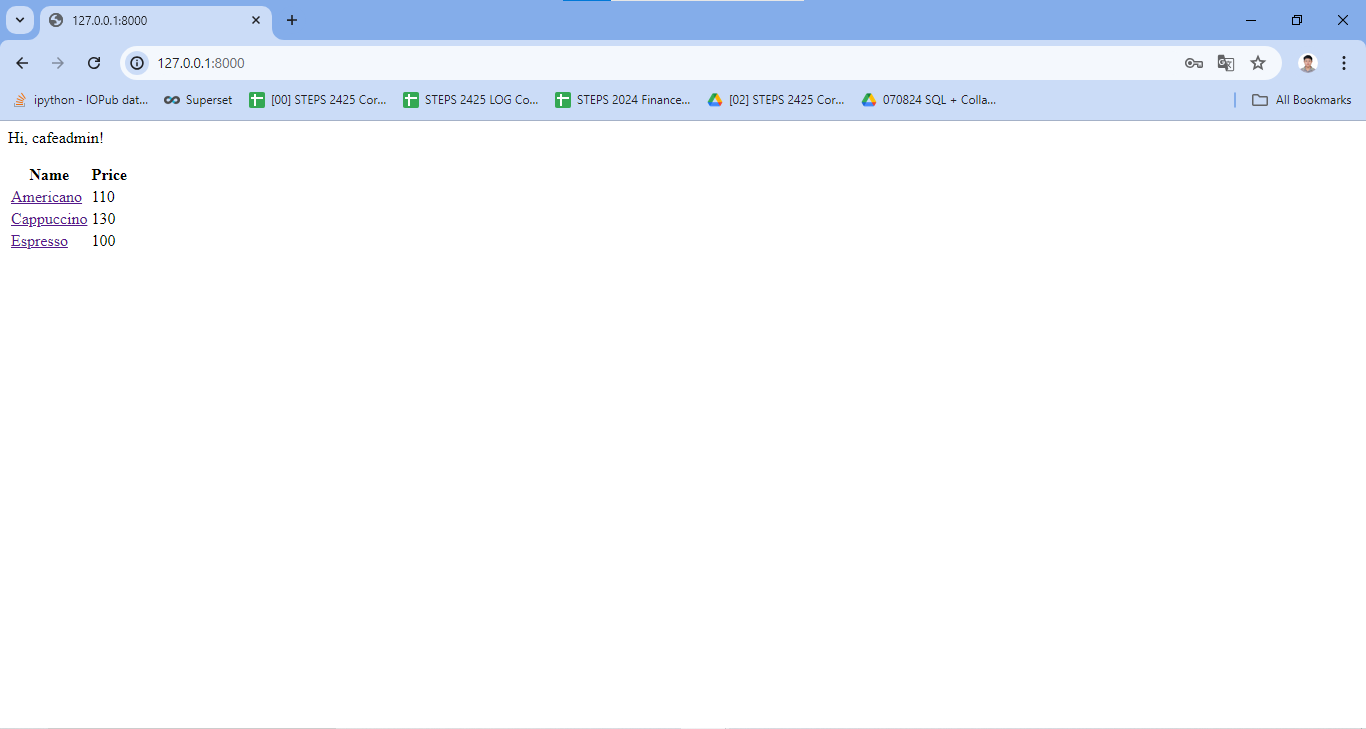 127.0.0.1:8000
127.0.0.1:8000
ipython - IOPub dat... Superset [00] STEPS 2425 Cor... STEPS 2425 LOG Co... STEPS 2024 Finance... [02] STEPS 2425 Cor... 070824 SQL + Colla... All Bookmarks
Hi, cafeadmin!
Name Price
Americano 110
Cappuccino 130
Espresso 100